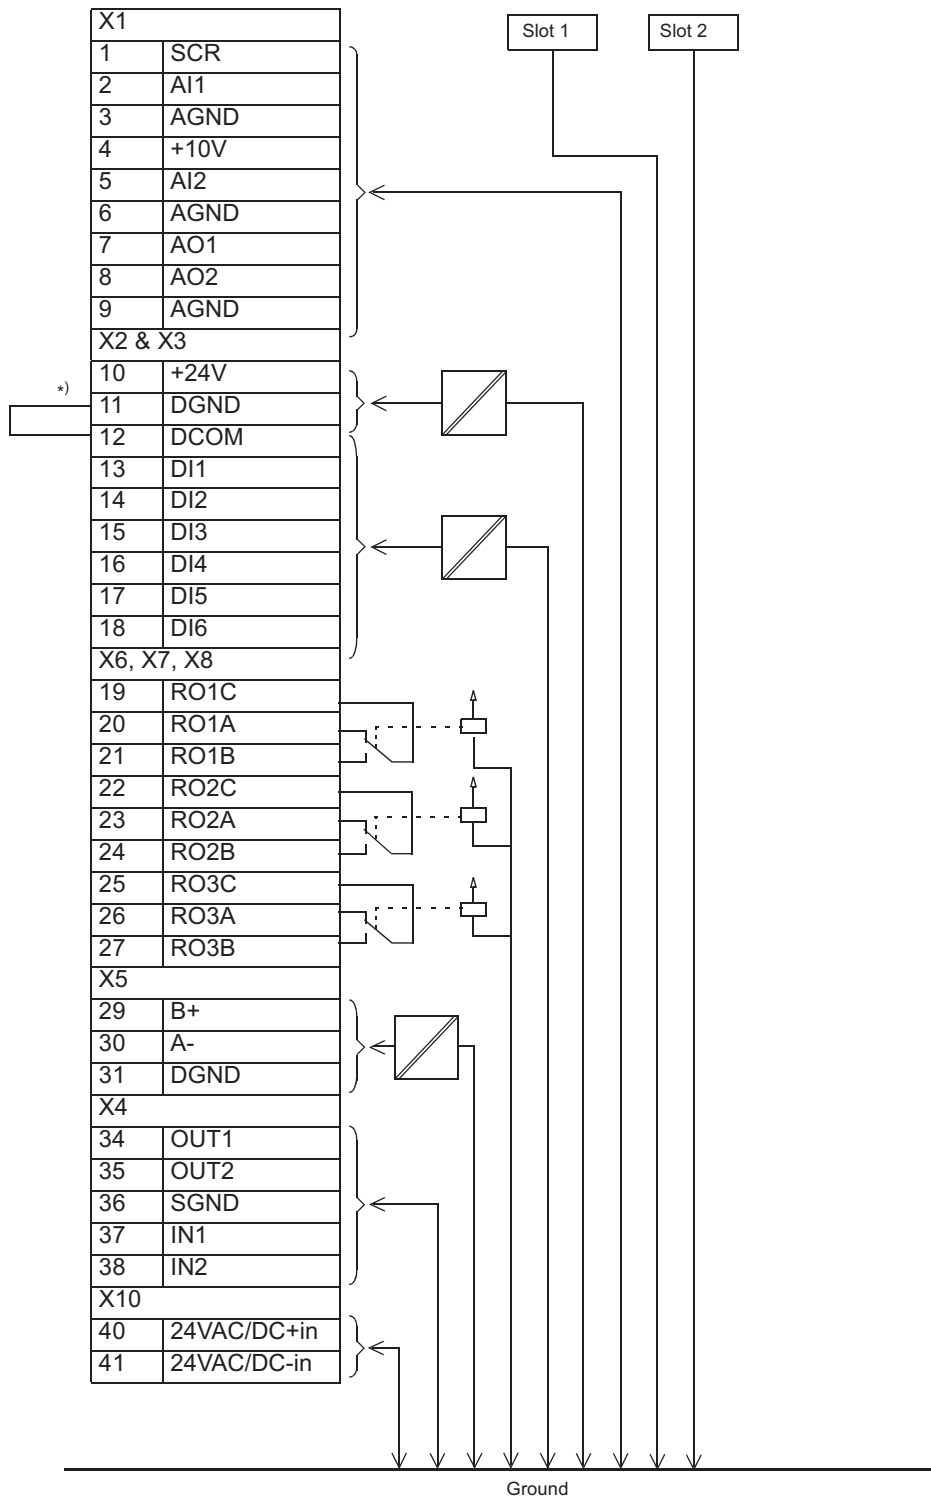 X1
Slot 1
Slot 2
1 SCR
2 AI1
3 AGND
4 +10V
5 AI2
6 AGND
7 AO1
8 AO2
9 AGND
X2 & X3
10 +24V
*)
11 DGND
12 DCOM
13 DI1
14 DI2
15 DI3
16 DI4
17 DI5
18 DI6
X6, X7, X8
19 RO1C
20 RO1A
21 RO1B
22 RO2C
23 RO2A
24 RO2B
25 RO3C
26 RO3A
27 RO3B
X5
29 B+
30 A-
31 DGND
X4
34 OUT1
35 OUT2
36 SGND
37 IN1
38 IN2
X10
40 24VAC/DC+in
41 24VAC/DC-in
Ground